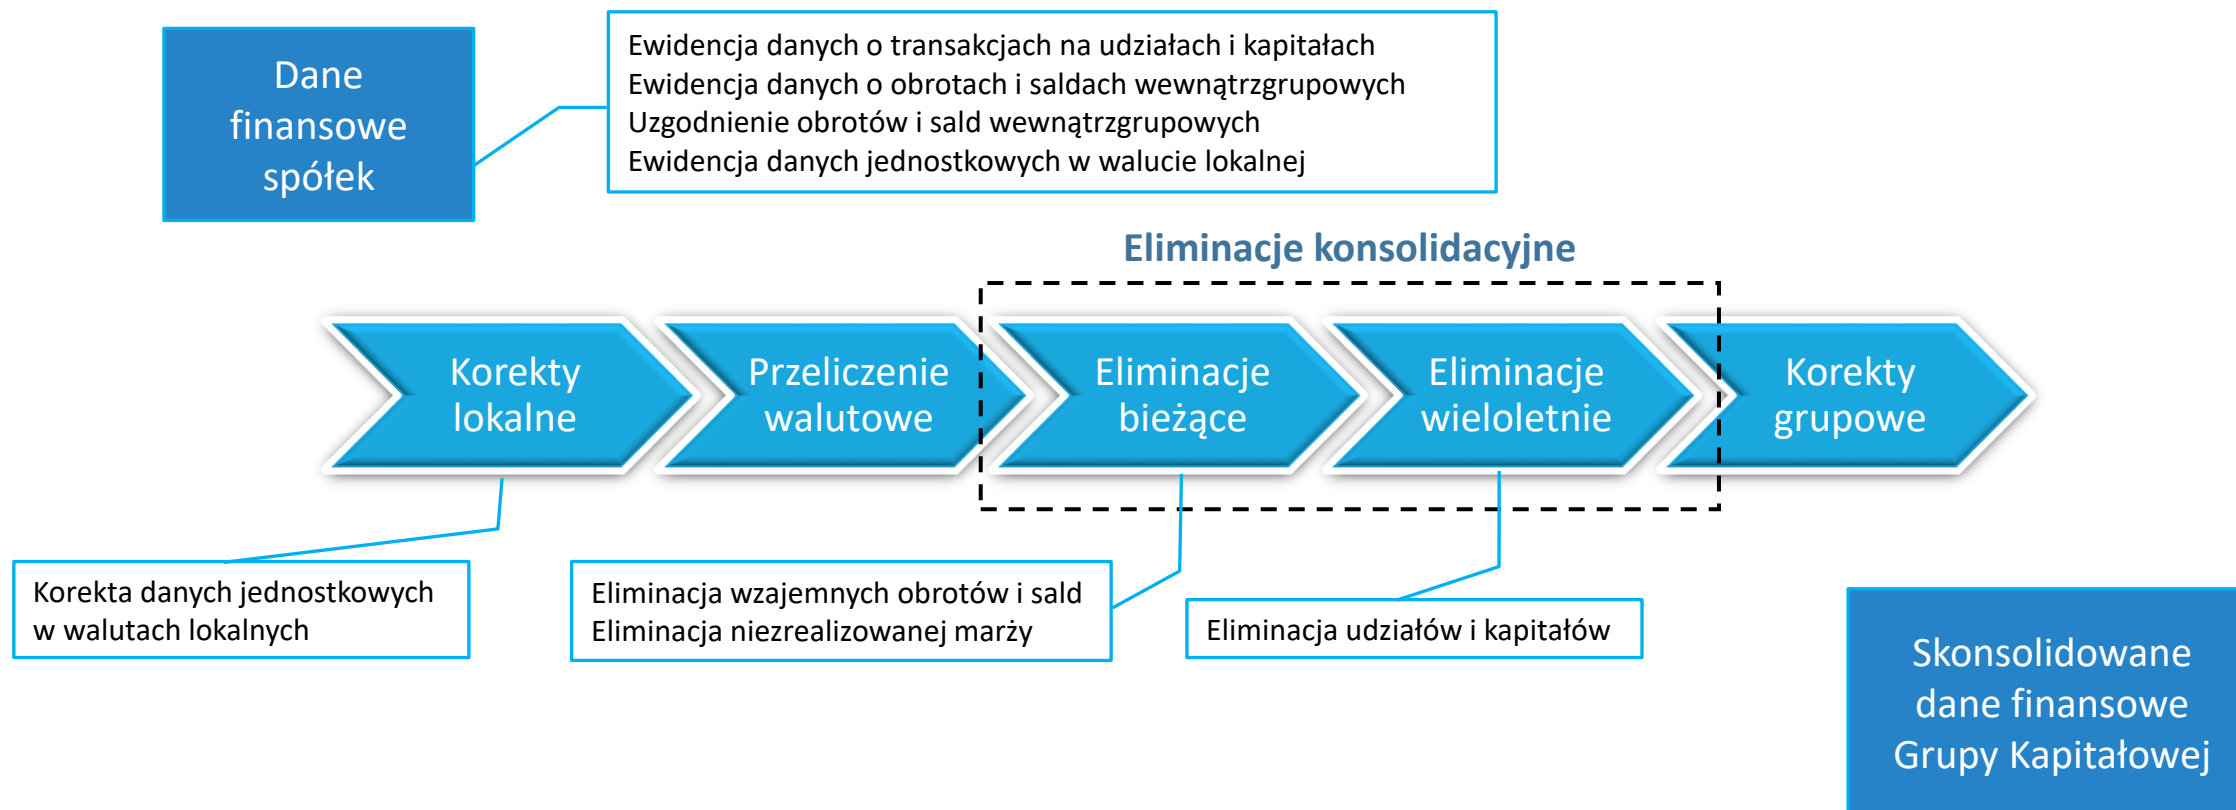 Dane
finansowe
spółek
Ewidencja danych o transakcjach na udziałach i kapitałach
Ewidencja danych o obrotach i saldach wewnątrzgrupowych
Uzgodnienie obrotów i sald wewnątrzgrupowych
Ewidencja danych jednostkowych w walucie lokalnej
Eliminacje konsolidacyjne
Korekty
lokalne
Przeliczenie
walutowe
Eliminacje
bieżące
Eliminacje
wieloletnie
Korekty
grupowe
Korekta danych jednostkowych
w walutach lokalnych
Eliminacja wzajemnych obrotów i sald
Eliminacja niezrealizowanej marży
Eliminacja udziałów i kapitałów
Skonsolidowane
dane finansowe
Grupy Kapitałowej